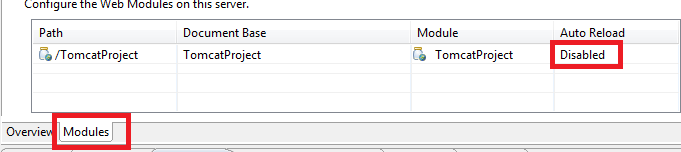 Configure the Web Modules on this server.
Path Document Base Module Auto Reload
/TomcatProject TomcatProject TomcatProject Disabled
Overview Modules